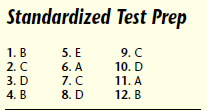 Standardized Test Prep
1. B 5. E 9. C
2. C 6. A 10. D
3. D 7. C 11. A
4. B 8. D 12. B